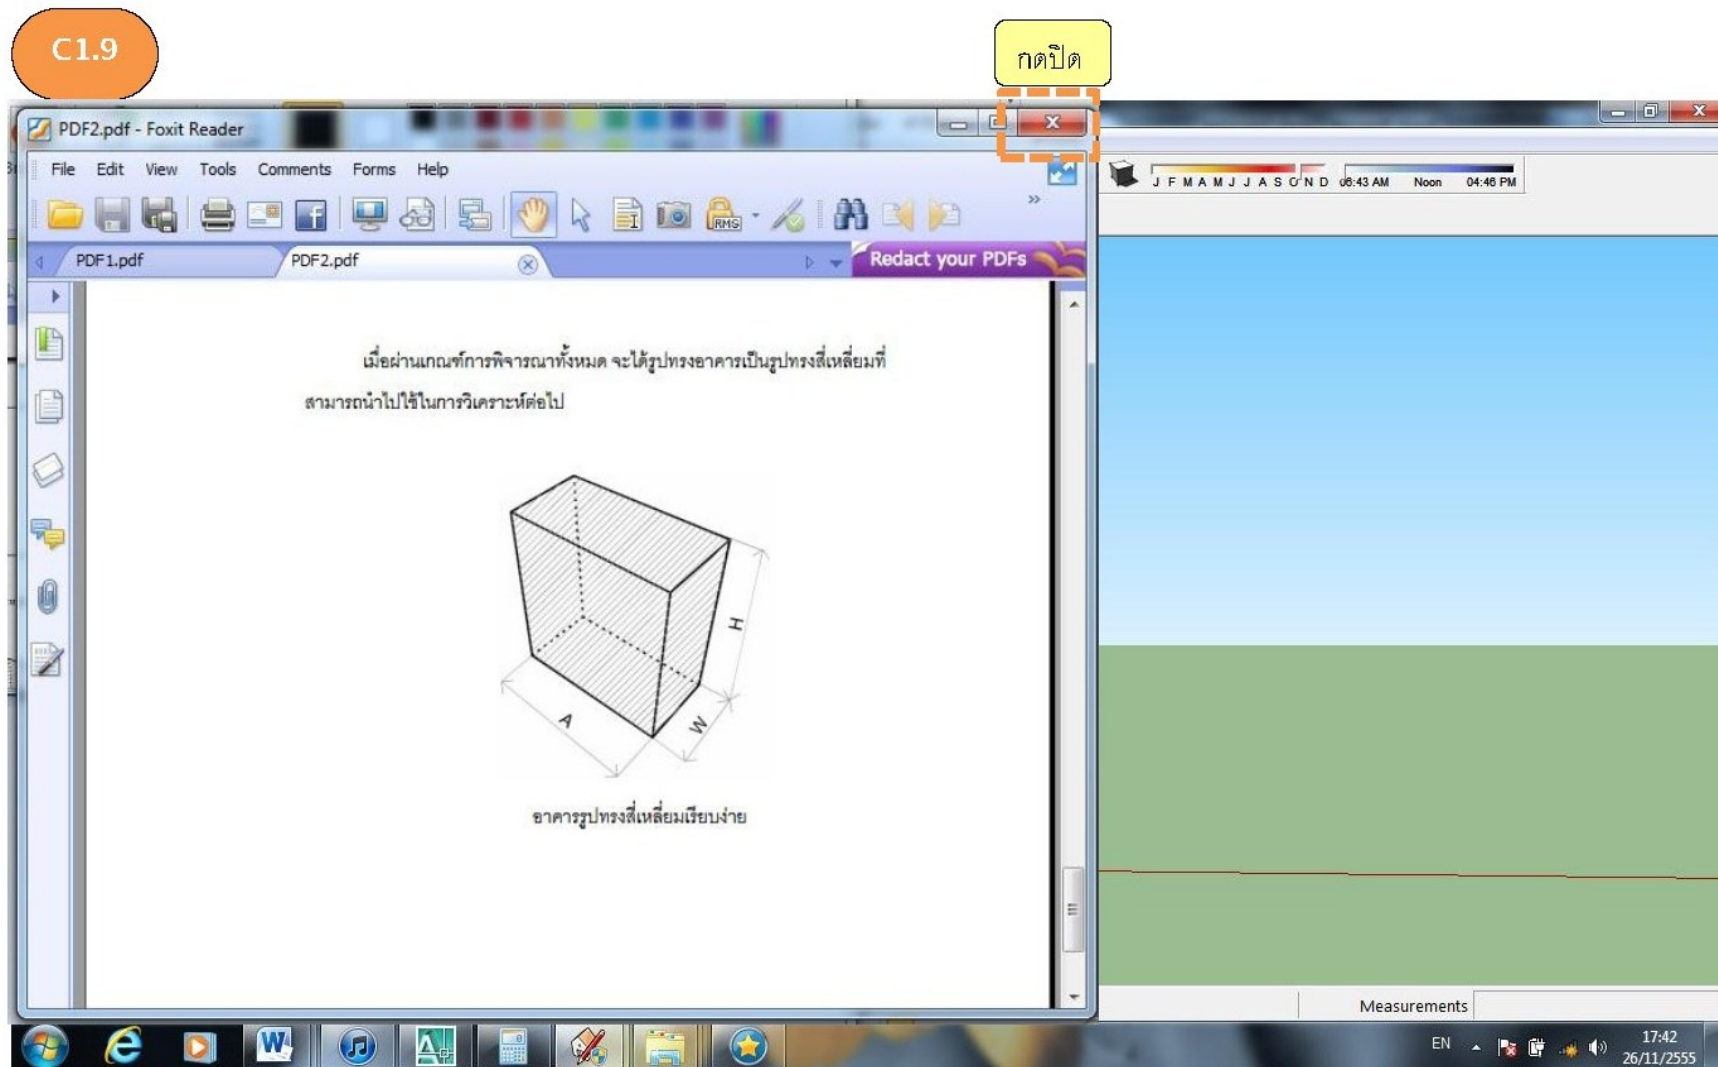 C1.9
กดปิด
PDF2.pdf - Foxit Reader
File Edit View Tools Comments Forms Help
J F M A M J J A S O N D 06:43 AM Noon 04:46 PM
RMS
PDF1.pdf PDF2.pdf Redact your PDFs
เมื่อผ่านเกณฑ์การพิจารณาทั้งหมด จะได้รูปทรงอาคารเป็นรูปทรงสี่เหลี่ยมที่
สามารถนำไปใช้ในการวิเคราะห์ต่อไป
H
A
W
อาคารรูปทรงสี่เหลี่ยมเรียบง่าย
Measurements
EN
17:42
26/11/2555